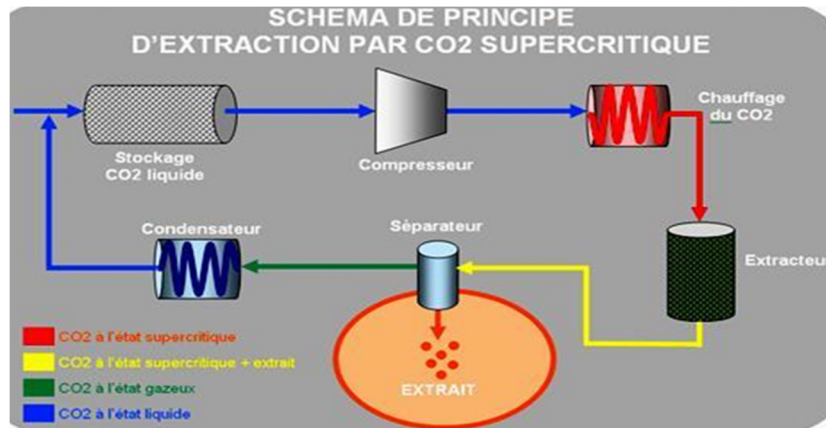 SCHEMA DE PRINCIPE
D'EXTRACTION PAR CO2 SUPERCRITIQUE
Stockage
CO2 liquide
Compresseur
Chauffage
du CO2
Condensateur
Séparateur
Extracteur
EXTRAIT
CO2 à l'état supercritique
CO2 à l'état supercritique + extrait
CO2 à l'état gazeux
CO2 à l'état liquide